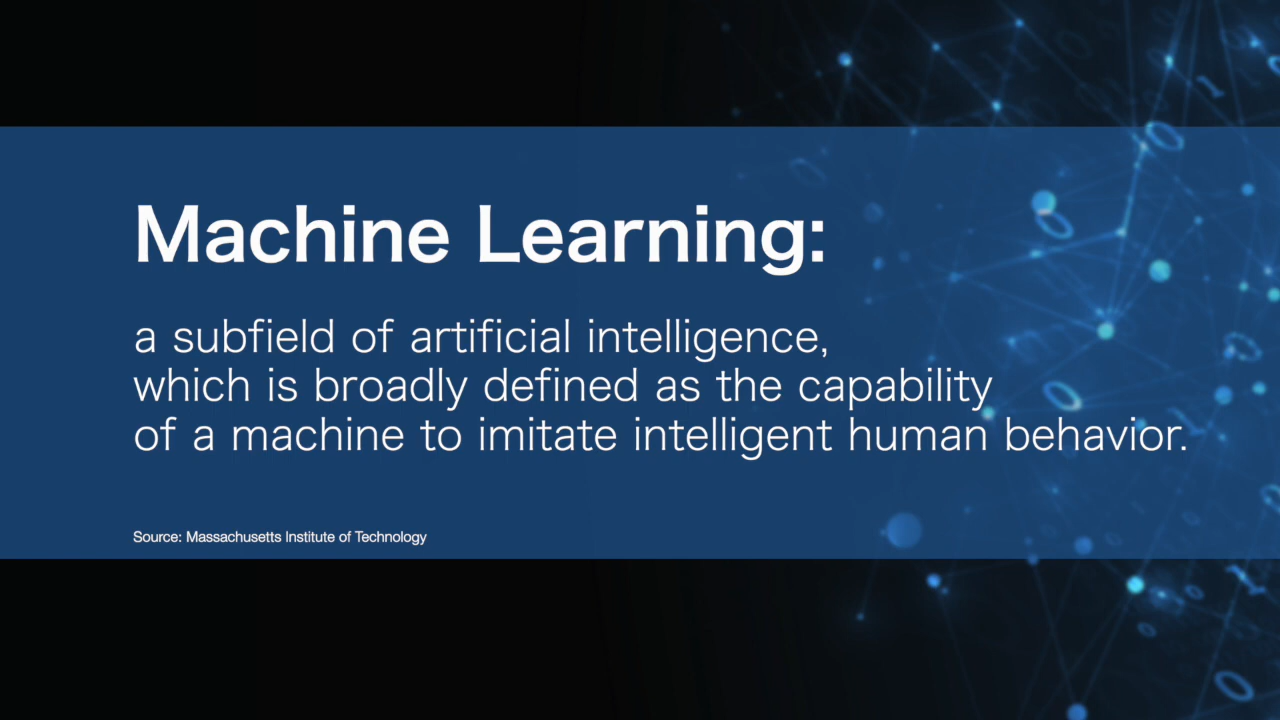 Machine Learning:
a subfield of artificial intelligence,
which is broadly defined as the capability
of a machine to imitate intelligent human behavior.
Source: Massachusetts Institute of Technology